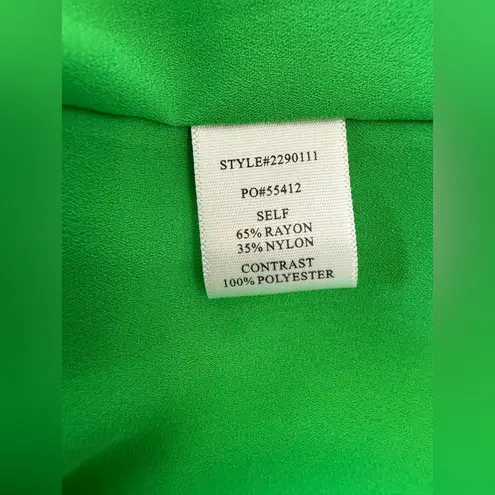 STYLE#2290111
PO#55412
SELF
65% RAYON
35% NYLON
CONTRAST
100% POLYESTER